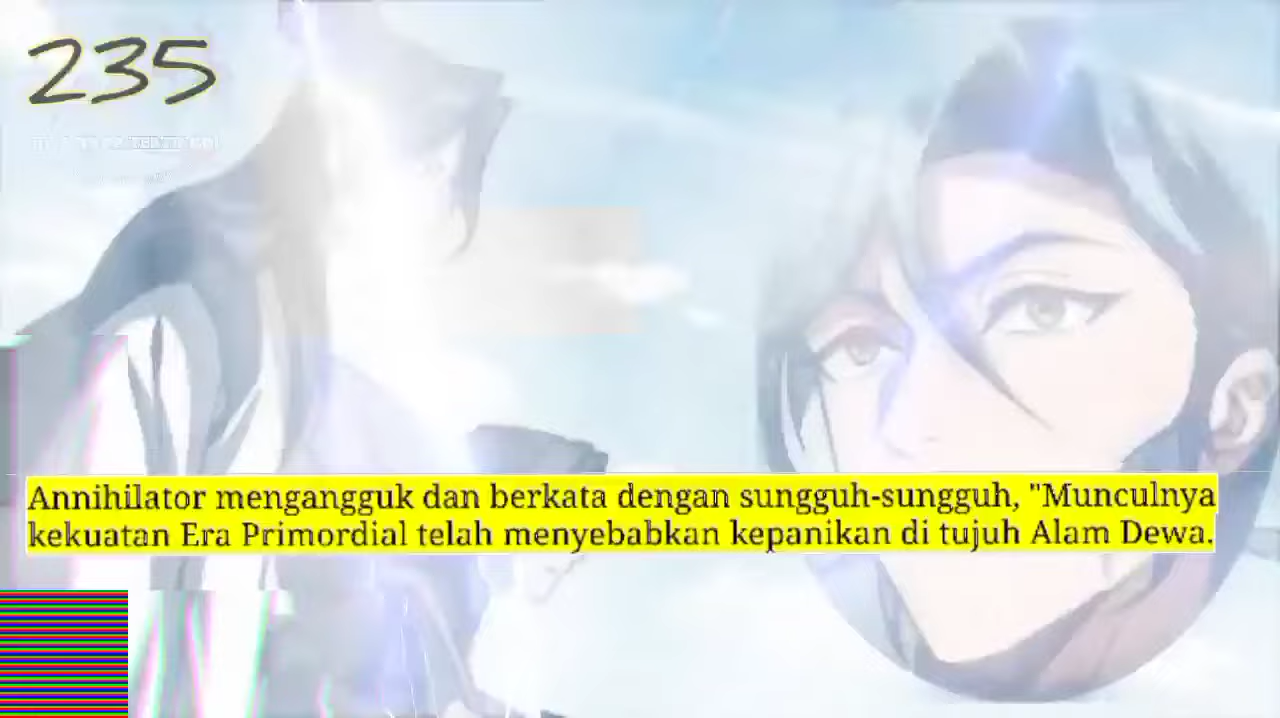 235
Annihilator mengangguk dan berkata dengan sungguh-sungguh, "Munculnya
kekuatan Era Primordial telah menyebabkan kepanikan di tujuh Alam Dewa.